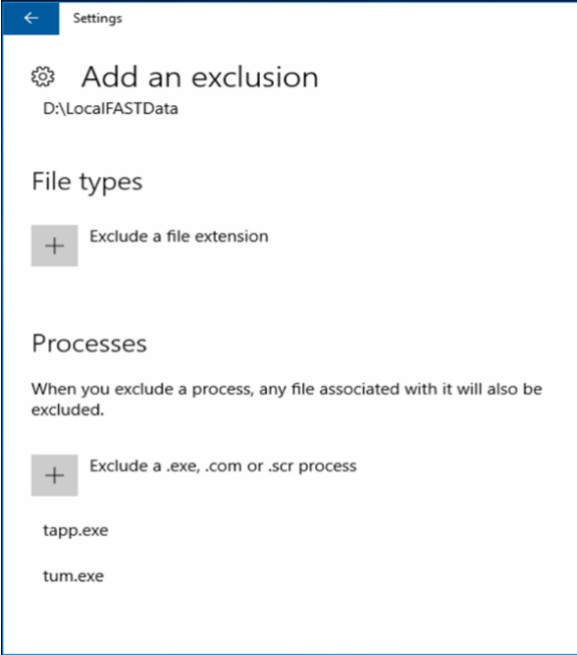 Settings
Add an exclusion
D:\LocalFASTData
File types
Exclude a file extension
Processes
When you exclude a process, any file associated with it will also be
excluded.
Exclude a .exe, .com or .scr process
tapp.exe
tum.exe